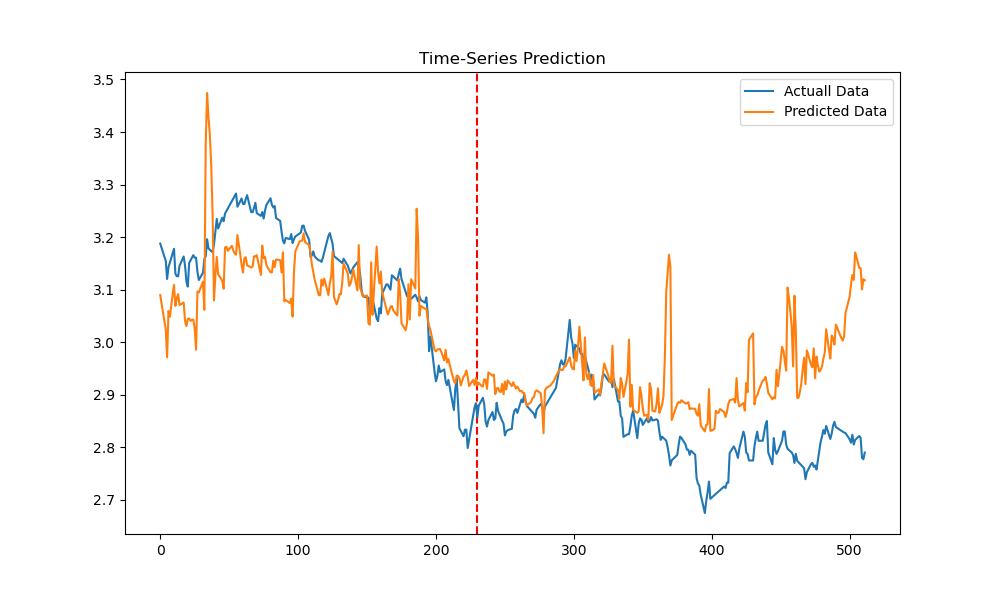 Time-Series Prediction
Actuall Data
Predicted Data
3.5
3.4
3.3
3.2
3.1
3.0
2.9
2.8
2.7
0 100 200 300 400 500